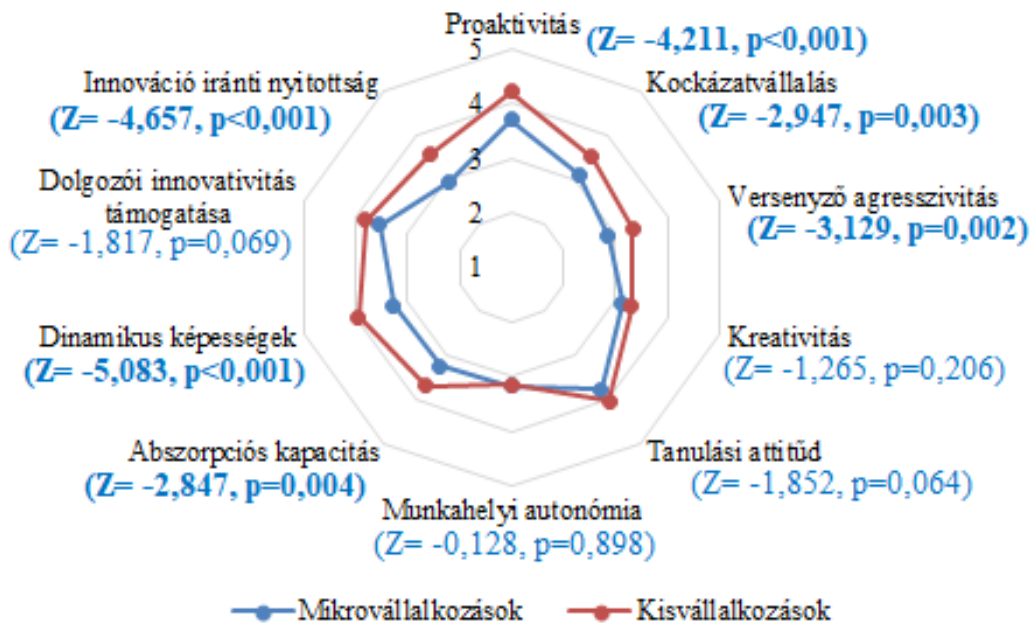 Proaktivitás
(Z= -4,211, p<0,001)
Kockázatvállalás
(Z= -2,947, p=0,003)
Versenyző agresszivitás
(Z= -3,129, p=0,002)
Kreativitás
(Z= -1,265, p=0,206)
Tanulási attitűd
(Z= -1,852, p=0,064)
Munkahelyi autonómia
(Z= -0,128, p=0,898)
Abszorpciós kapacitás
(Z= -2,847, p=0,004)
Dinamikus képességek
(Z= -5,083, p<0,001)
Dolgozói innovativitás
támogatása
(Z= -1,817, p=0,069)
Innováció iránti nyitottság
(Z= -4,657, p<0,001)
5
4
3
2
1
Mikrovállalkozások
Kisvállalkozások